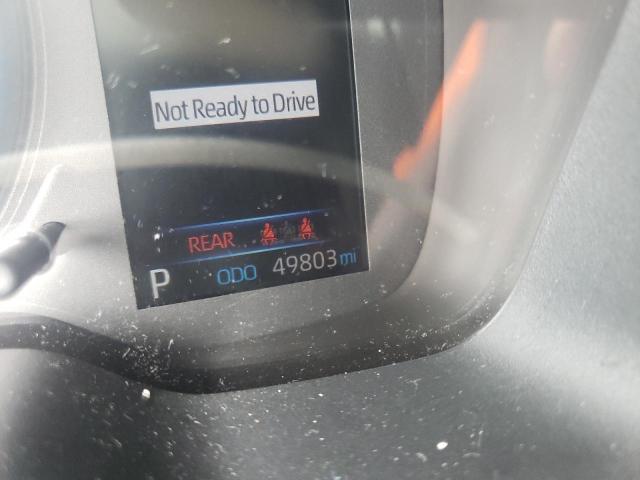 Not Ready to Drive
REAR
P ODO 49803 mi